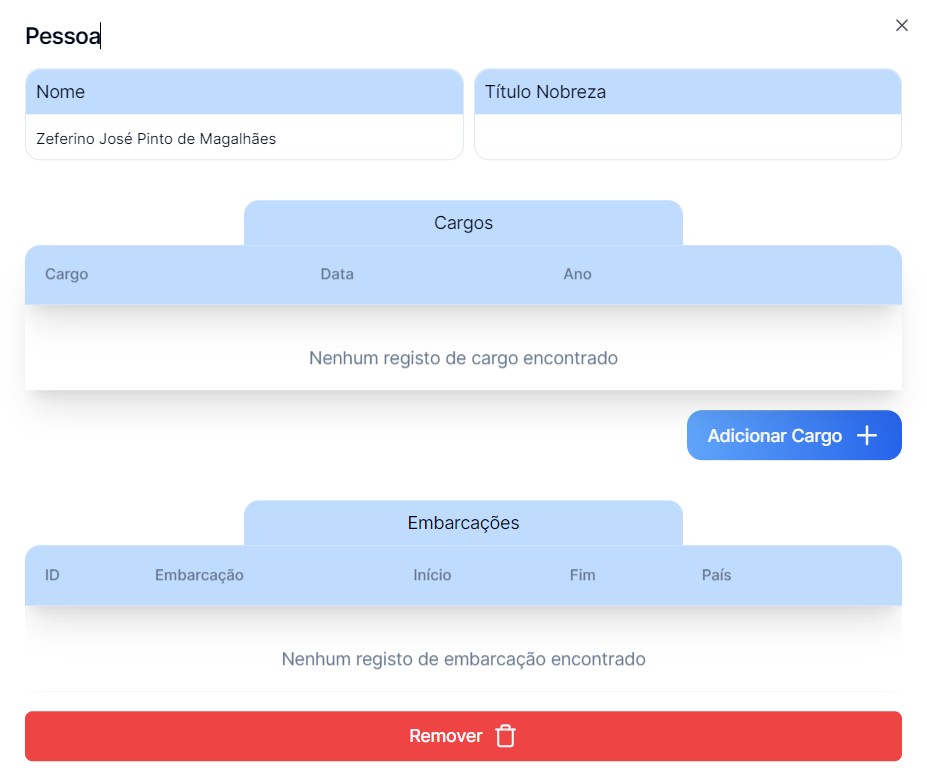 Pessoa
Nome
Título Nobreza
Zeferino José Pinto de Magalhães
Cargos
Cargo Data Ano
Nenhum registo de cargo encontrado
Adicionar Cargo
Embarcações
ID Embarcação Início Fim País
Nenhum registo de embarcação encontrado
Remover